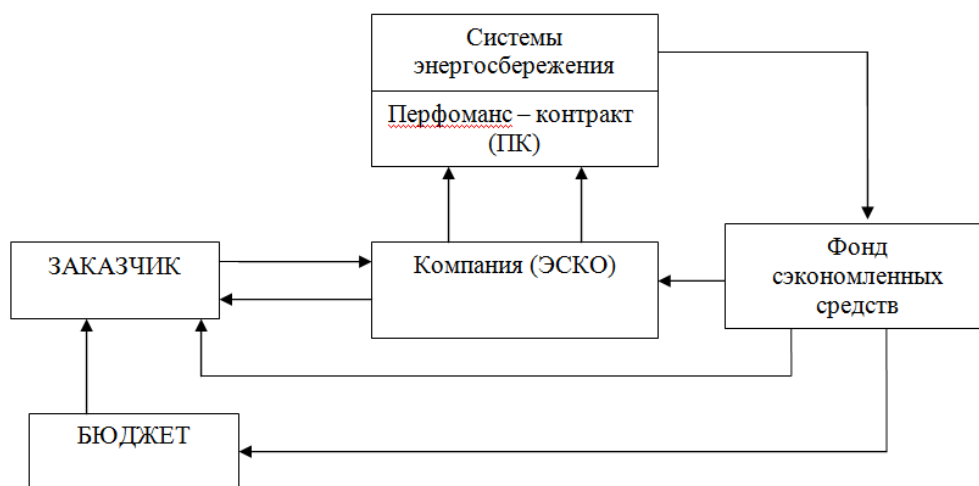 Системы
энергосбережения
Перфоманс – контракт
(ПК)
ЗАКАЗЧИК
Компания (ЭСКО)
Фонд
сэкономленных
средств
БЮДЖЕТ